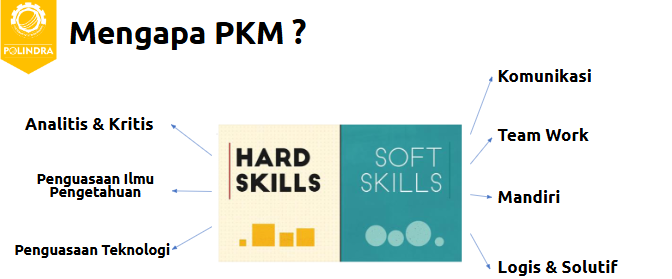 POLINDRA
Mengapa PKM ?
Analitis & Kritis
Penguasaan Ilmu
Pengetahuan
Penguasaan Teknologi
HARD
SKILLS
SOFT
SKILLS
Komunikasi
Team Work
Mandiri
Logis & Solutif